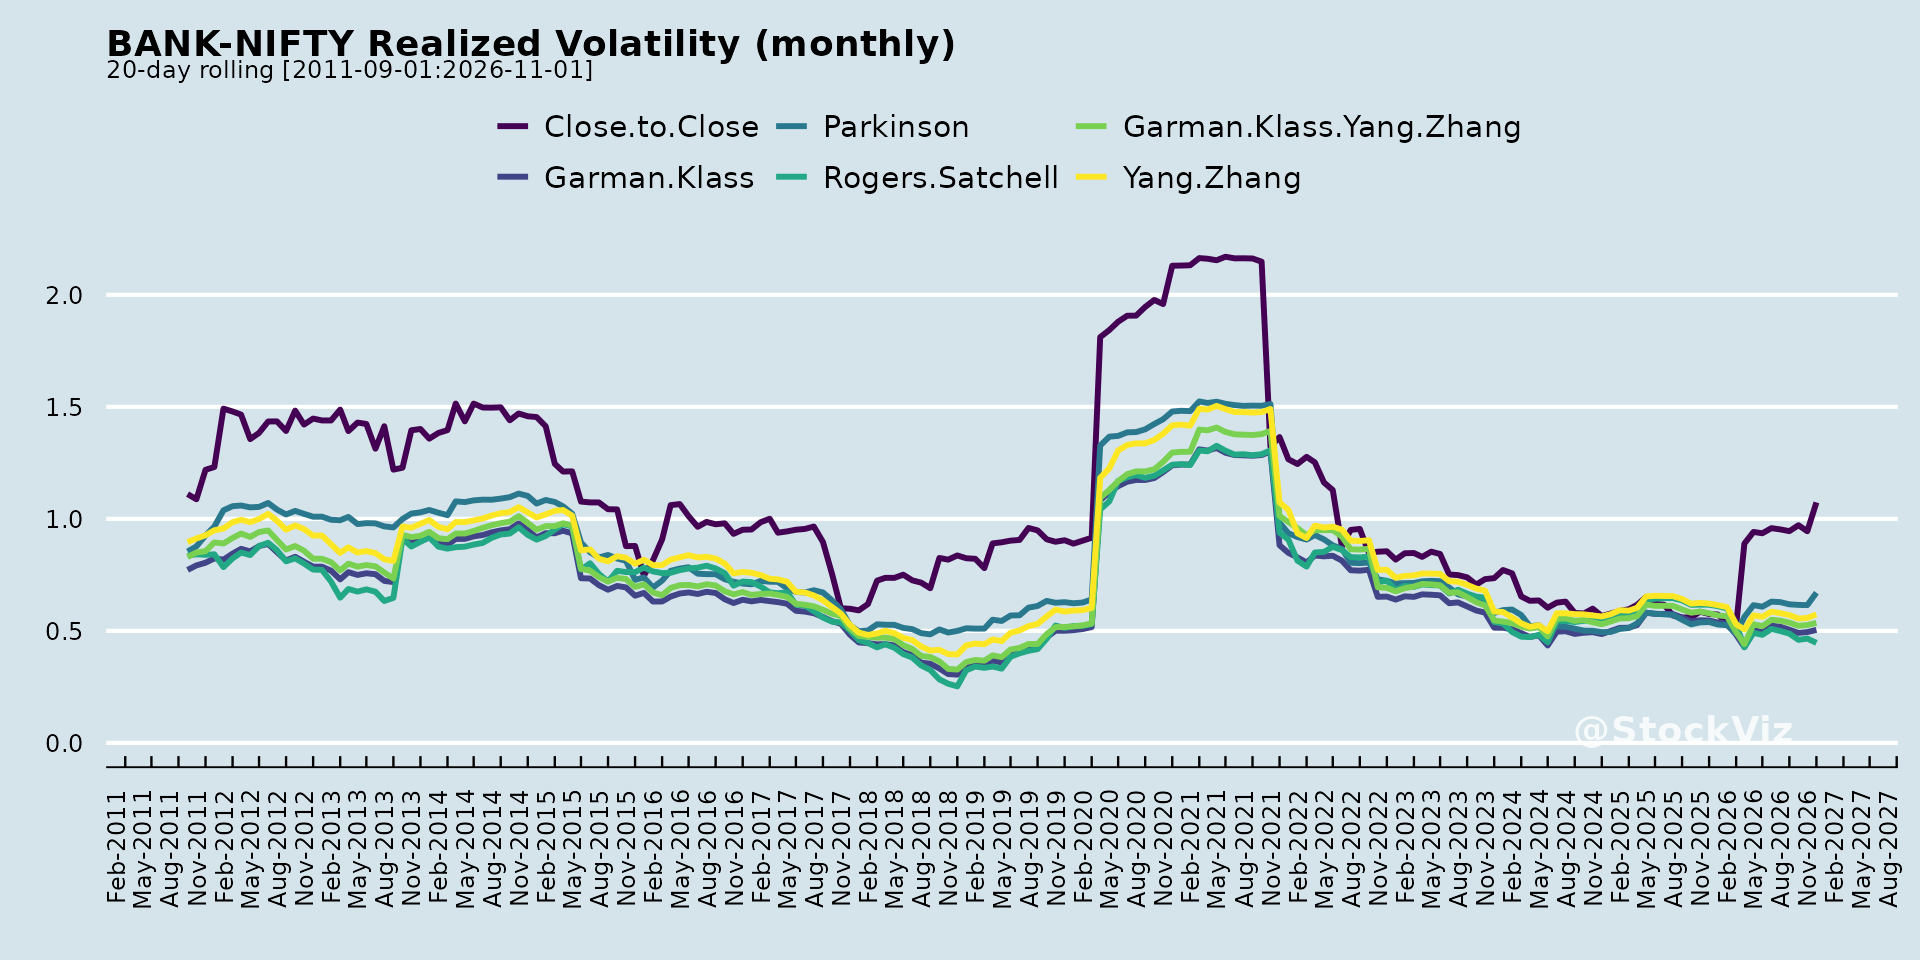 BANK-NIFTY Realized Volatility (monthly)
20-day rolling [2011-09-01:2026-11-01]
Close.to.Close Parkinson Garman.Klass.Yang.Zhang
Garman.Klass Rogers.Satchell Yang.Zhang
2.0
1.5
1.0
0.5
0.0
@StockViz
Feb-2011
May-2011
Aug-2011
Nov-2011
Feb-2012
May-2012
Aug-2012
Nov-2012
Feb-2013
May-2013
Aug-2013
Nov-2013
Feb-2014
May-2014
Aug-2014
Nov-2014
Feb-2015
May-2015
Aug-2015
Nov-2015
Feb-2016
May-2016
Aug-2016
Nov-2016
Feb-2017
May-2017
Aug-2017
Nov-2017
Feb-2018
May-2018
Aug-2018
Nov-2018
Feb-2019
May-2019
Aug-2019
Nov-2019
Feb-2020
May-2020
Aug-2020
Nov-2020
Feb-2021
May-2021
Aug-2021
Nov-2021
Feb-2022
May-2022
Aug-2022
Nov-2022
Feb-2023
May-2023
Aug-2023
Nov-2023
Feb-2024
May-2024
Aug-2024
Nov-2024
Feb-2025
May-2025
Aug-2025
Nov-2025
Feb-2026
May-2026
Aug-2026
Nov-2026
Feb-2027
May-2027
Aug-2027